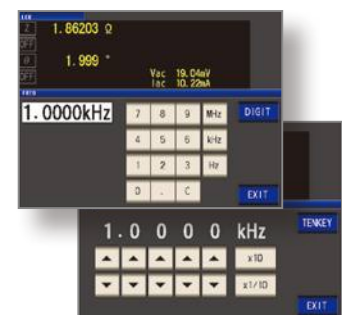 LCR
Z 1.86203 Ω
OFF
θ 1.999 °
OFF
Vac 19.04mV
Iac 10.22mA
FREQ
1.0000kHz
7 8 9 MHz DIGIT
4 5 6 kHz
1 2 3 Hz
0 . C EXIT
1.0000 kHz TENKEY
x10
x1/10
EXIT